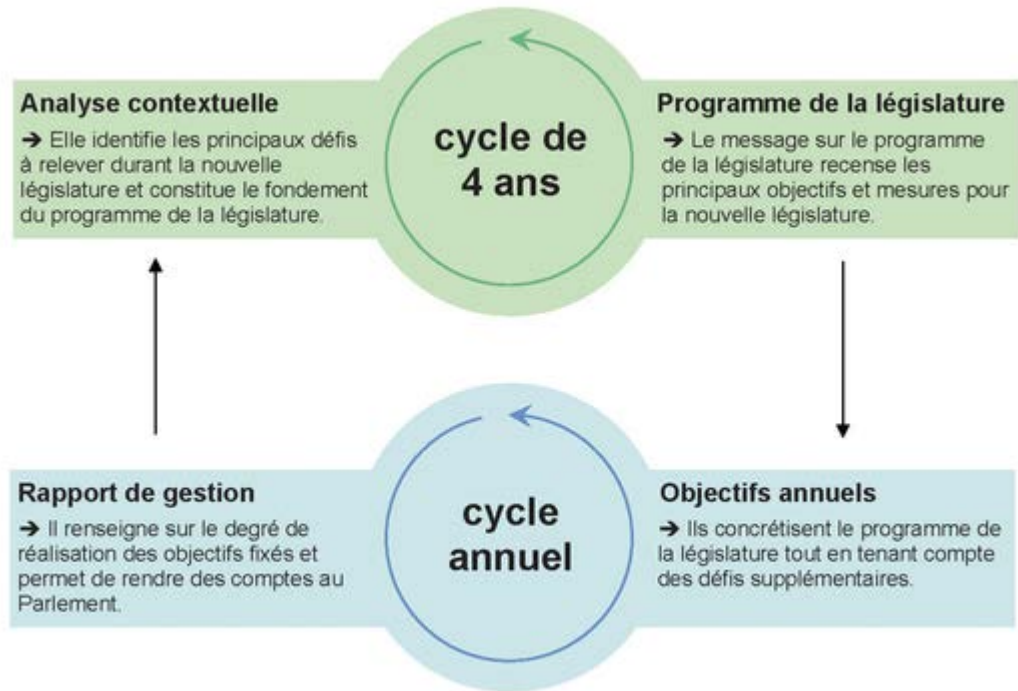 Analyse contextuelle
➔ Elle identifie les principaux défis
à relever durant la nouvelle
législature et constitue le fondement
du programme de la législature.
cycle de
4 ans
Programme de la législature
➔ Le message sur le programme
de la législature recense les
principaux objectifs et mesures pour
la nouvelle législature.
Rapport de gestion
➔ Il renseigne sur le degré de
réalisation des objectifs fixés et
permet de rendre des comptes au
Parlement.
cycle
annuel
Objectifs annuels
➔ Ils concrétisent le programme de
la législature tout en tenant compte
des défis supplémentaires.